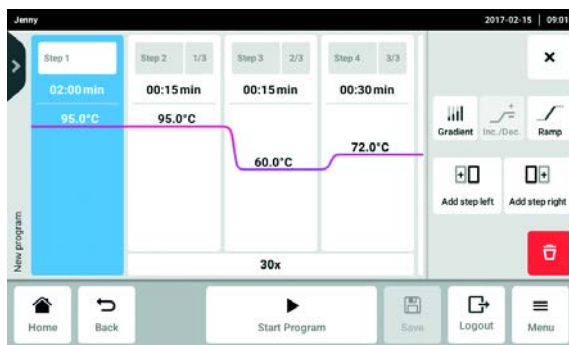 Jenny
2017-02-15 | 09:01
Step 1
Step 2 1/3
Step 3 2/3
Step 4 3/3
02:00 min
00:15 min
00:15 min
00:30 min
95.0°C
95.0°C
60.0°C
72.0°C
30x
New program
Gradient
Inc./Dec.
Ramp
Add step left
Add step right
Home
Back
Start Program
Save
Logout
Menu